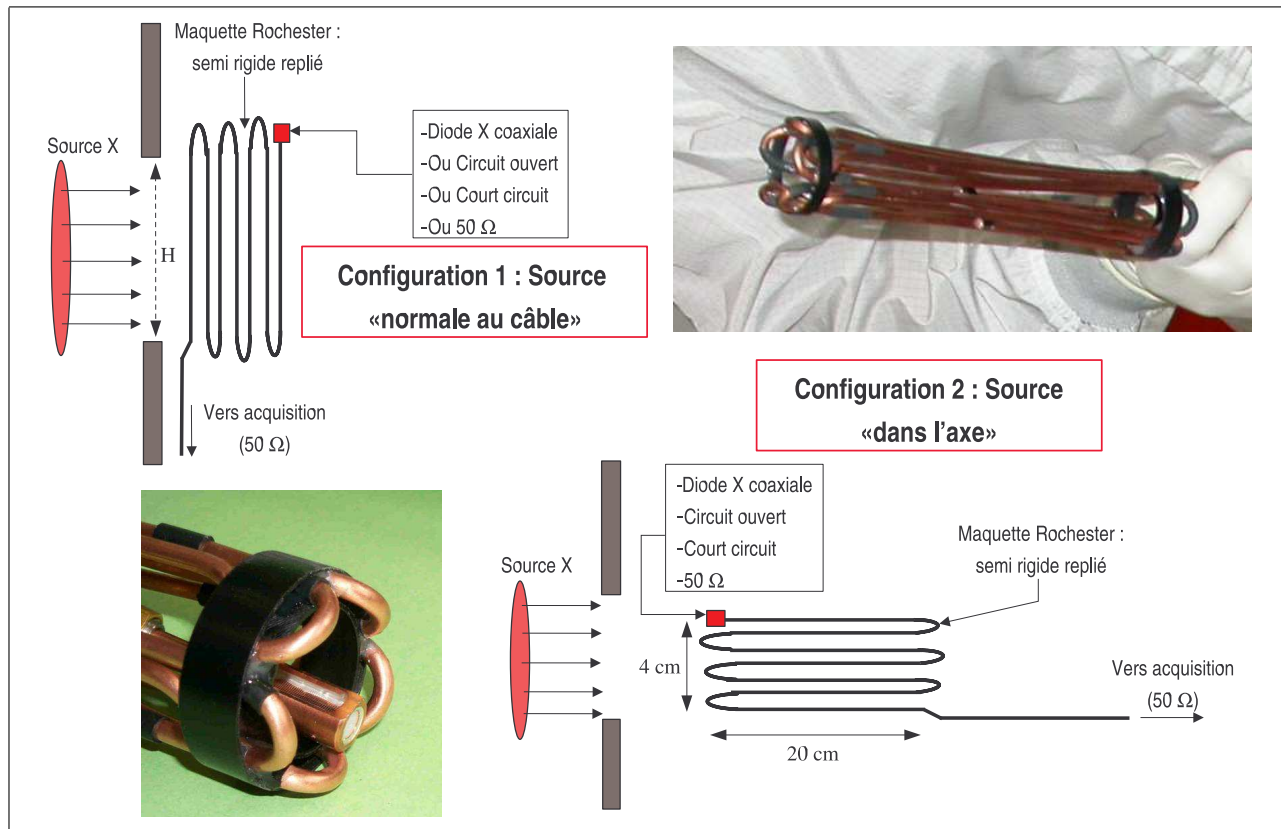 Maquette Rochester :
semi rigide replié
Source X
-Diode X coaxiale
-Ou Circuit ouvert
-Ou Court circuit
-Ou 50 Ω
H
Configuration 1 : Source
«normale au câble»
Vers acquisition
(50 Ω)
Configuration 2 : Source
«dans l'axe»
-Diode X coaxiale
-Circuit ouvert
-Court circuit
-50 Ω
Source X
Maquette Rochester :
semi rigide replié
4 cm
Vers acquisition
(50 Ω)
20 cm